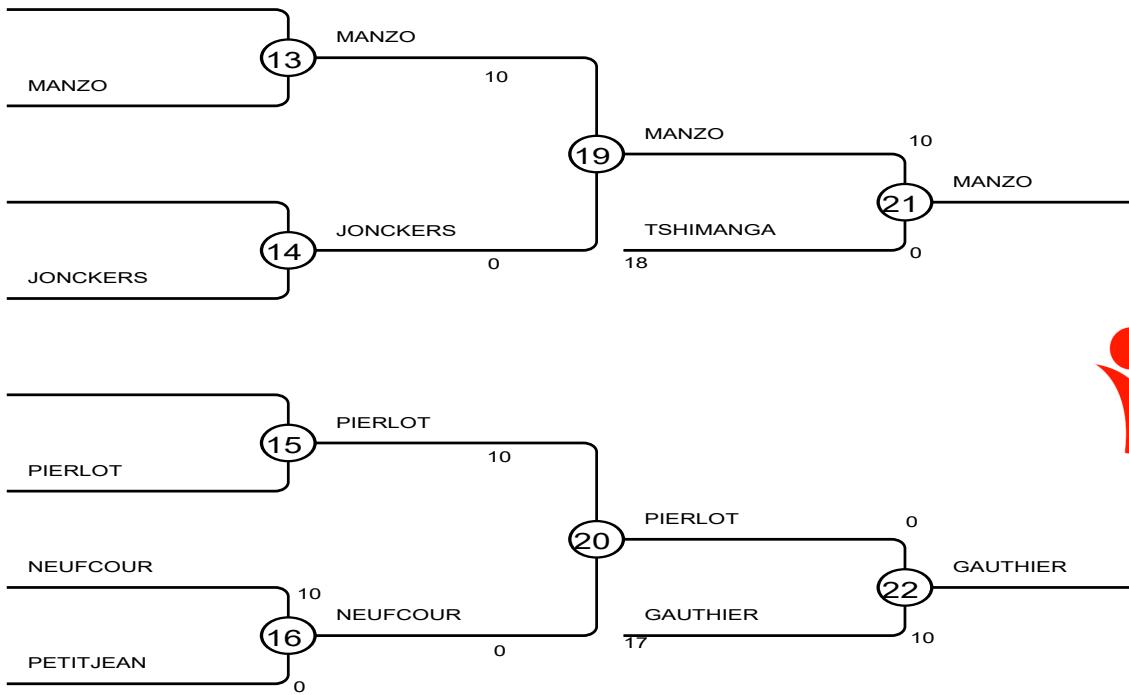 MANZO
13
10
MANZO
MANZO
10
19
MANZO
21
JONCKERS
TSHIMANGA
14
0
18
0
JONCKERS
PIERLOT
15
10
PIERLOT
0
PIERLOT
20
GAUTHIER
NEUFCOUR
22
10
NEUFCOUR
GAUTHIER
16
0
17
10
PETITJEAN
0